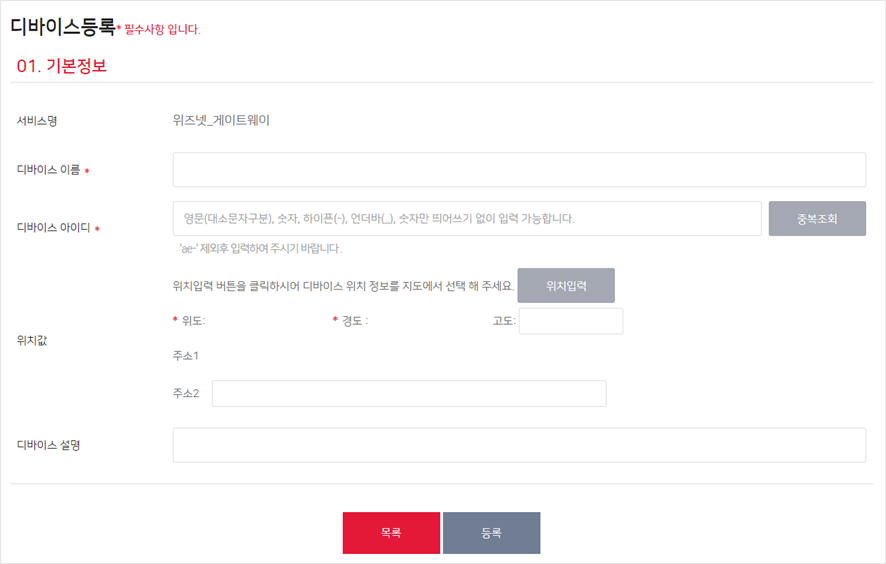 디바이스등록* 필수사항 입니다.
01. 기본정보
서비스명 위즈넷_게이트웨이
디바이스 이름 *
디바이스 아이디 * 영문(대소문자구분), 숫자, 하이픈(-), 언더바(_), 숫자만 띄어쓰기 없이 입력 가능합니다. 중복조회
'ae-' 제외후 입력하여 주시기 바랍니다.
위치입력 버튼을 클릭하시어 디바이스 위치 정보를 지도에서 선택 해 주세요. 위치입력
* 위도: * 경도 : 고도:
위치값
주소1
주소2
디바이스 설명
목록 등록